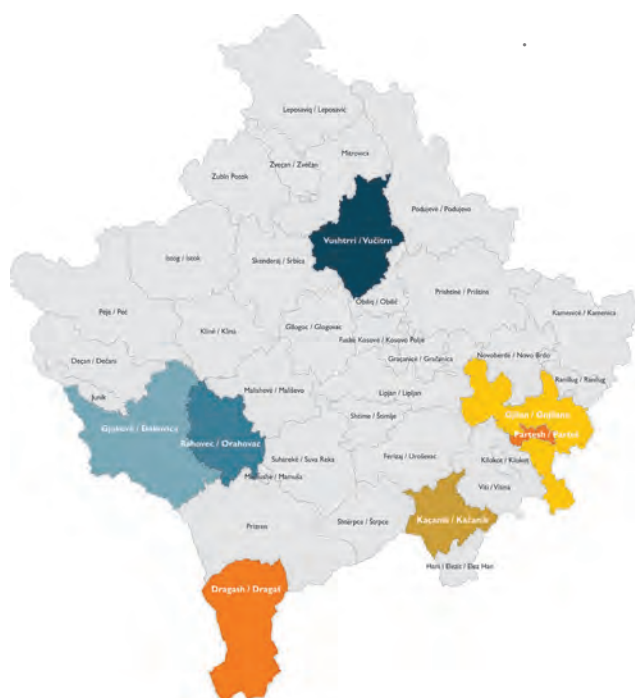 Leposaviq / Leposavić
Zveçan / Zvečan
Mitrovica
Zubin Potok
Podujevë / Podujevo
Vushtrri / Vučitrn
Istog / Istok
Skenderaj / Srbica
Prishtinë / Priština
Obiliq / Obilić
Pejë / Peć
Kamenicë / Kamenica
Klinë / Klina
Gllogoc / Glogovac
Fushë Kosovë / Kosovo Polje
Graçanicë / Gračanica
Novobërdë / Novo Brdo
Deçan / Dečani
Ranillug / Ranilug
Junik
Malishevë / Mališevo
Lipjan / Lipljan
Gjilan / Gnjilane
Gjakovë / Đakovica
Shtime / Štimlje
Rahovec / Orahovac
Partesh / Parteš
Suharekë / Suva Reka
Ferizaj / Uroševac
Kllokot / Klokot
Mamushë / Mamuša
Viti / Vitina
Prizren
Shtërpcë / Štrpce
Kaçanik / Kačanik
Hani i Elezit / Elez Han
Dragash / Dragaš